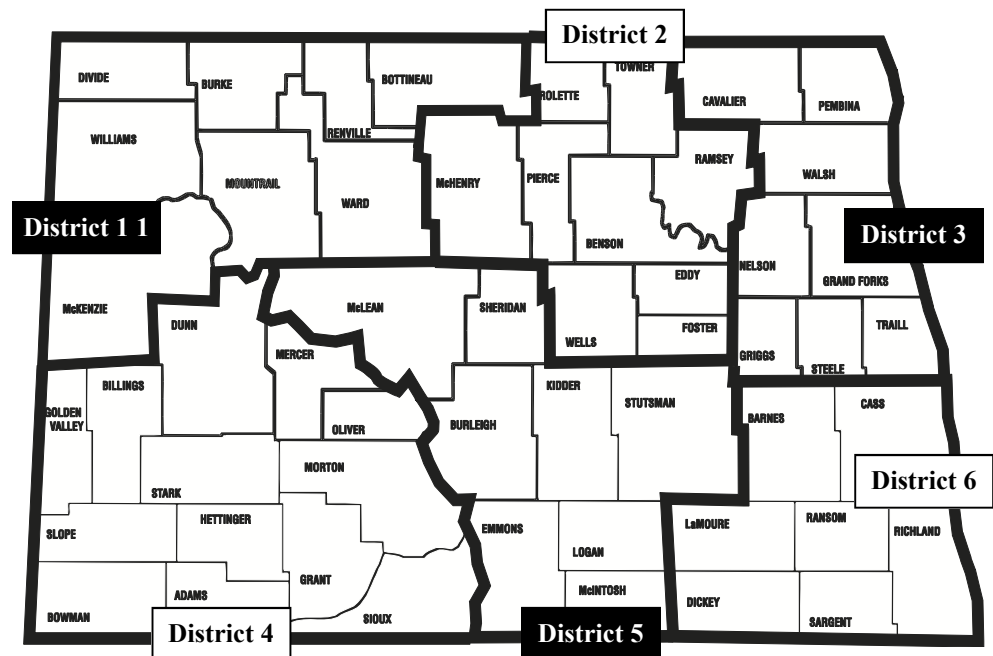 District 2
DIVIDE
BURKE
BOTTINEAU
ROLETTE
TOWNER
CAVALIER
PEMBINA
WILLIAMS
RENVILLE
MOUNTRAIL
WARD
McHENRY
PIERCE
RAMSEY
WALSH
District 1 1
BENSON
NELSON
District 3
GRAND FORKS
McKENZIE
DUNN
McLEAN
SHERIDAN
EDDY
WELLS
FOSTER
TRAILL
MERCER
GRIGGS
STEELE
BILLINGS
GOLDEN
VALLEY
OLIVER
BURLEIGH
KIDDER
STUTSMAN
BARNES
CASS
MORTON
STARK
District 6
HETTINGER
SLOPE
EMMONS
LaMOURE
RANSOM
RICHLAND
LOGAN
GRANT
McINTOSH
ADAMS
BOWMAN
SIOUX
DICKEY
SARGENT
District 4
District 5